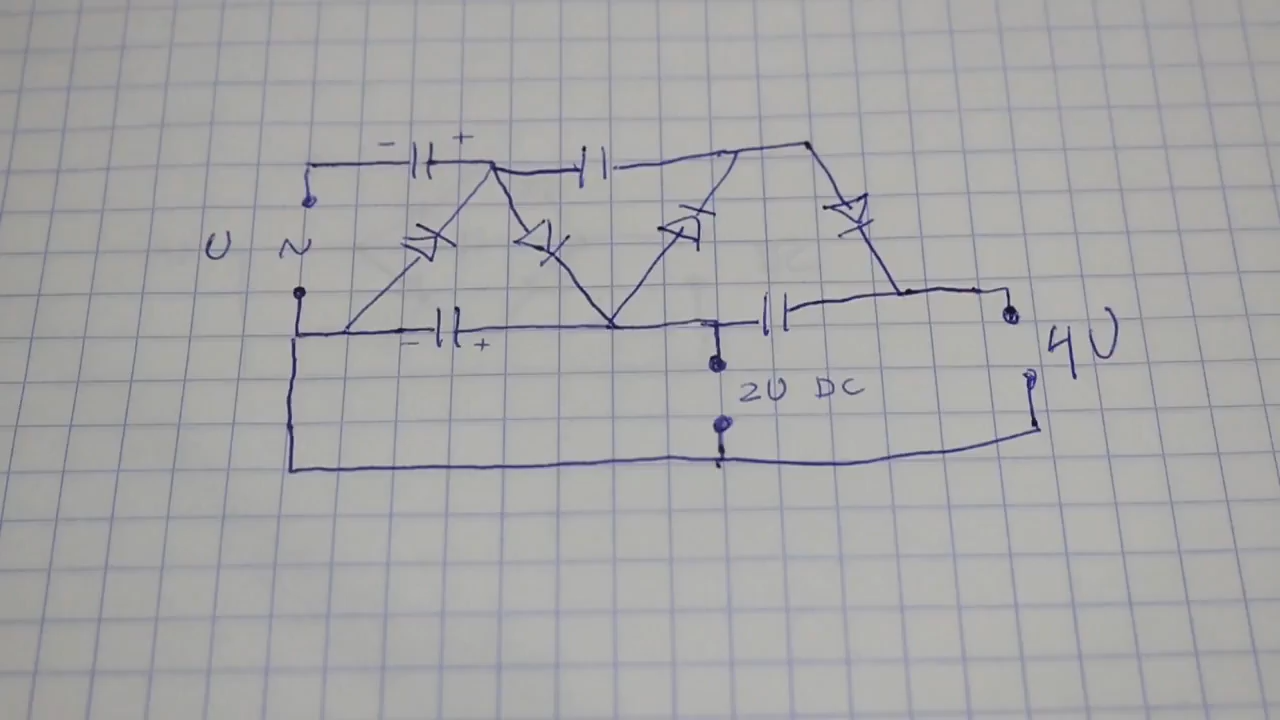 - +
U ~
- +
2U DC
4U